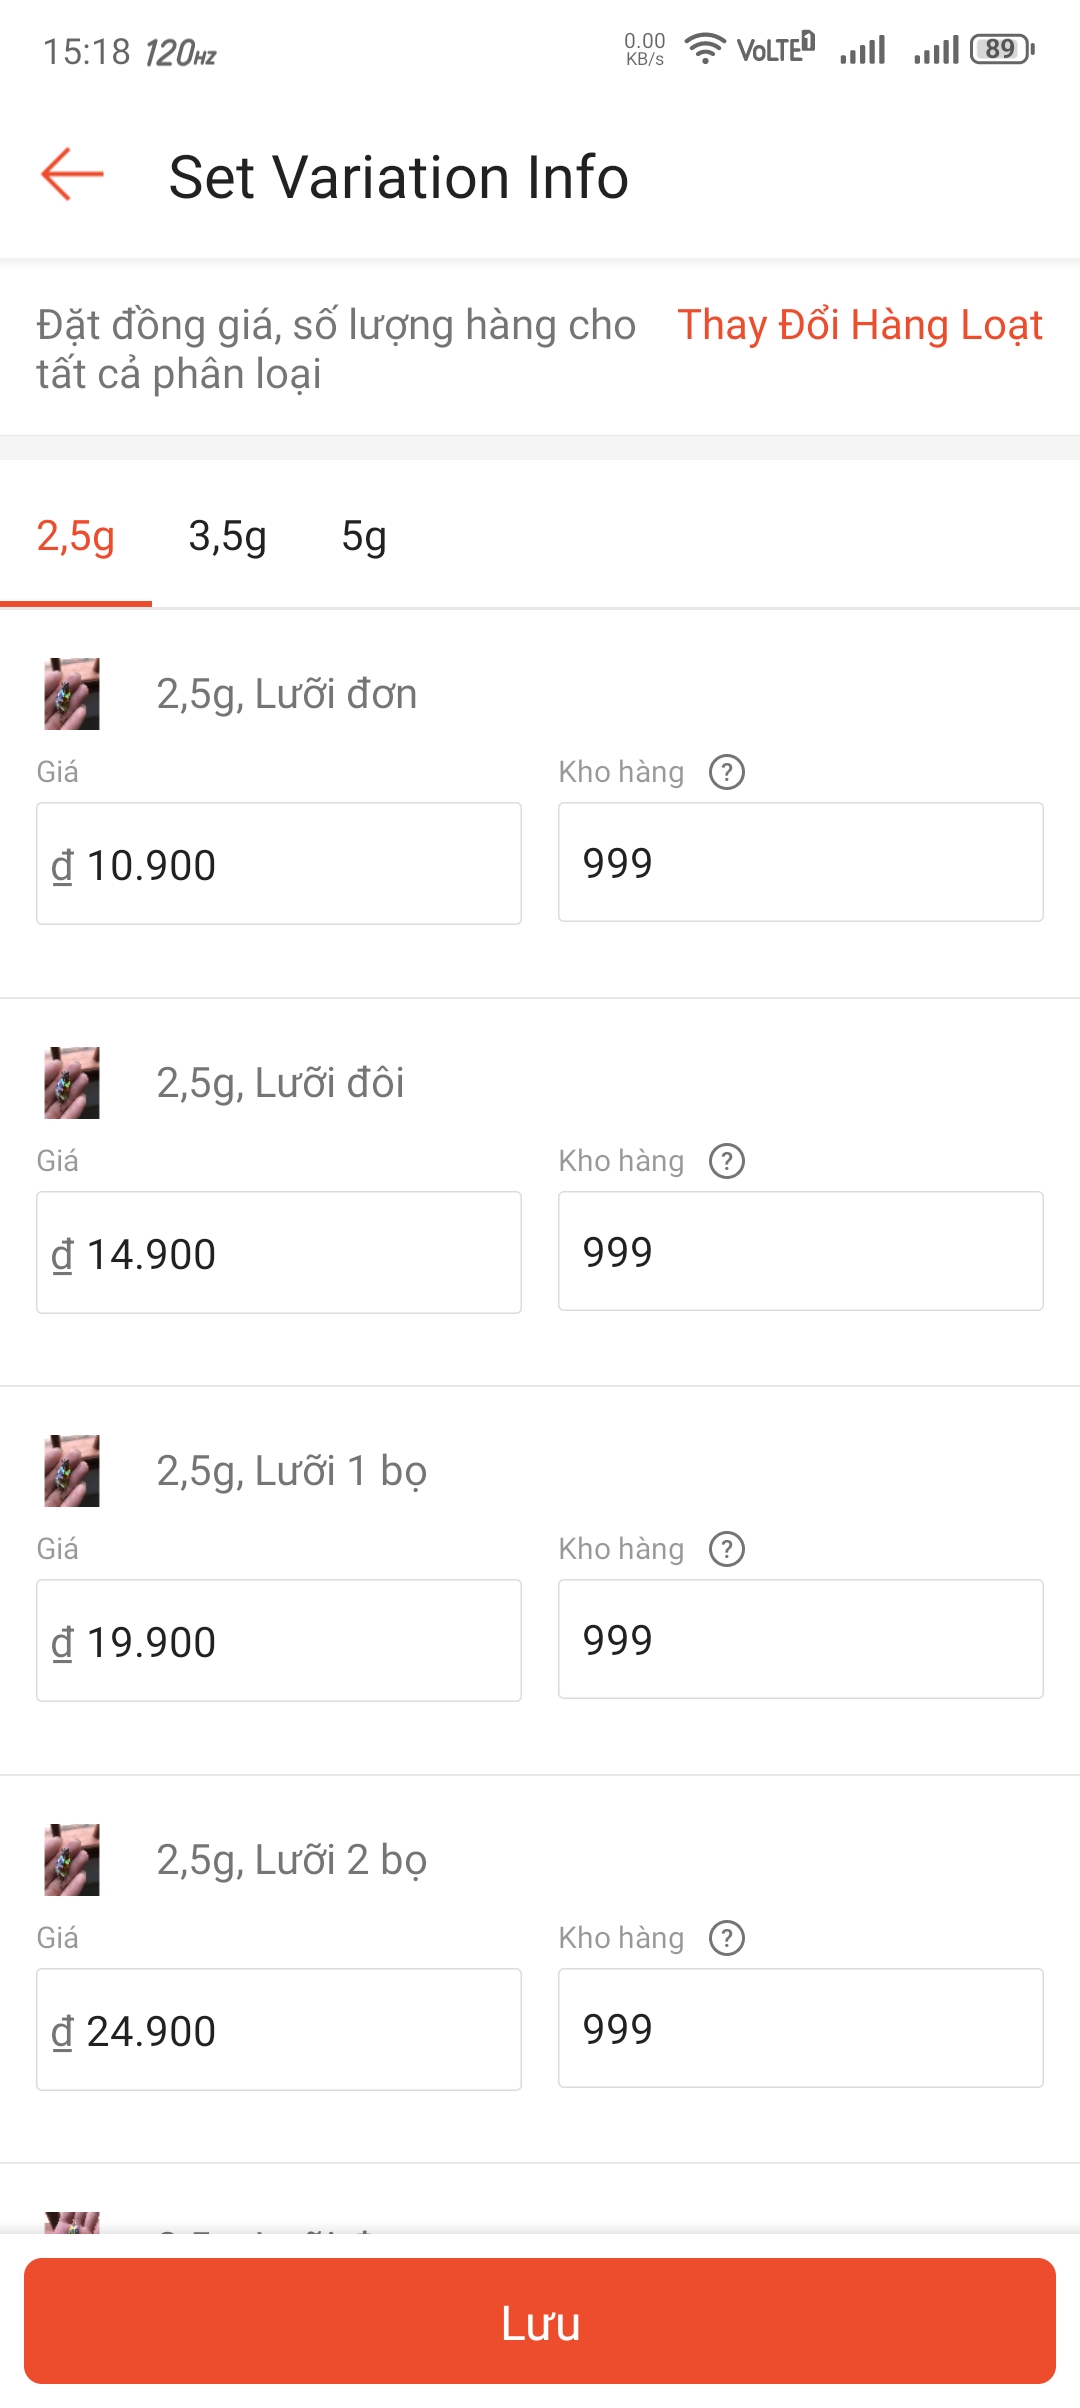 15:18 120HZ 0.00 KB/s VoLTE1 89
Set Variation Info
Đặt đồng giá, số lượng hàng cho Thay Đổi Hàng Loạt
tất cả phân loại
2,5g 3,5g 5g
2,5g, Lưỡi đơn
Giá Kho hàng ?
₫ 10.900 999
2,5g, Lưỡi đôi
Giá Kho hàng ?
₫ 14.900 999
2,5g, Lưỡi 1 bọ
Giá Kho hàng ?
₫ 19.900 999
2,5g, Lưỡi 2 bọ
Giá Kho hàng ?
₫ 24.900 999
Lưu